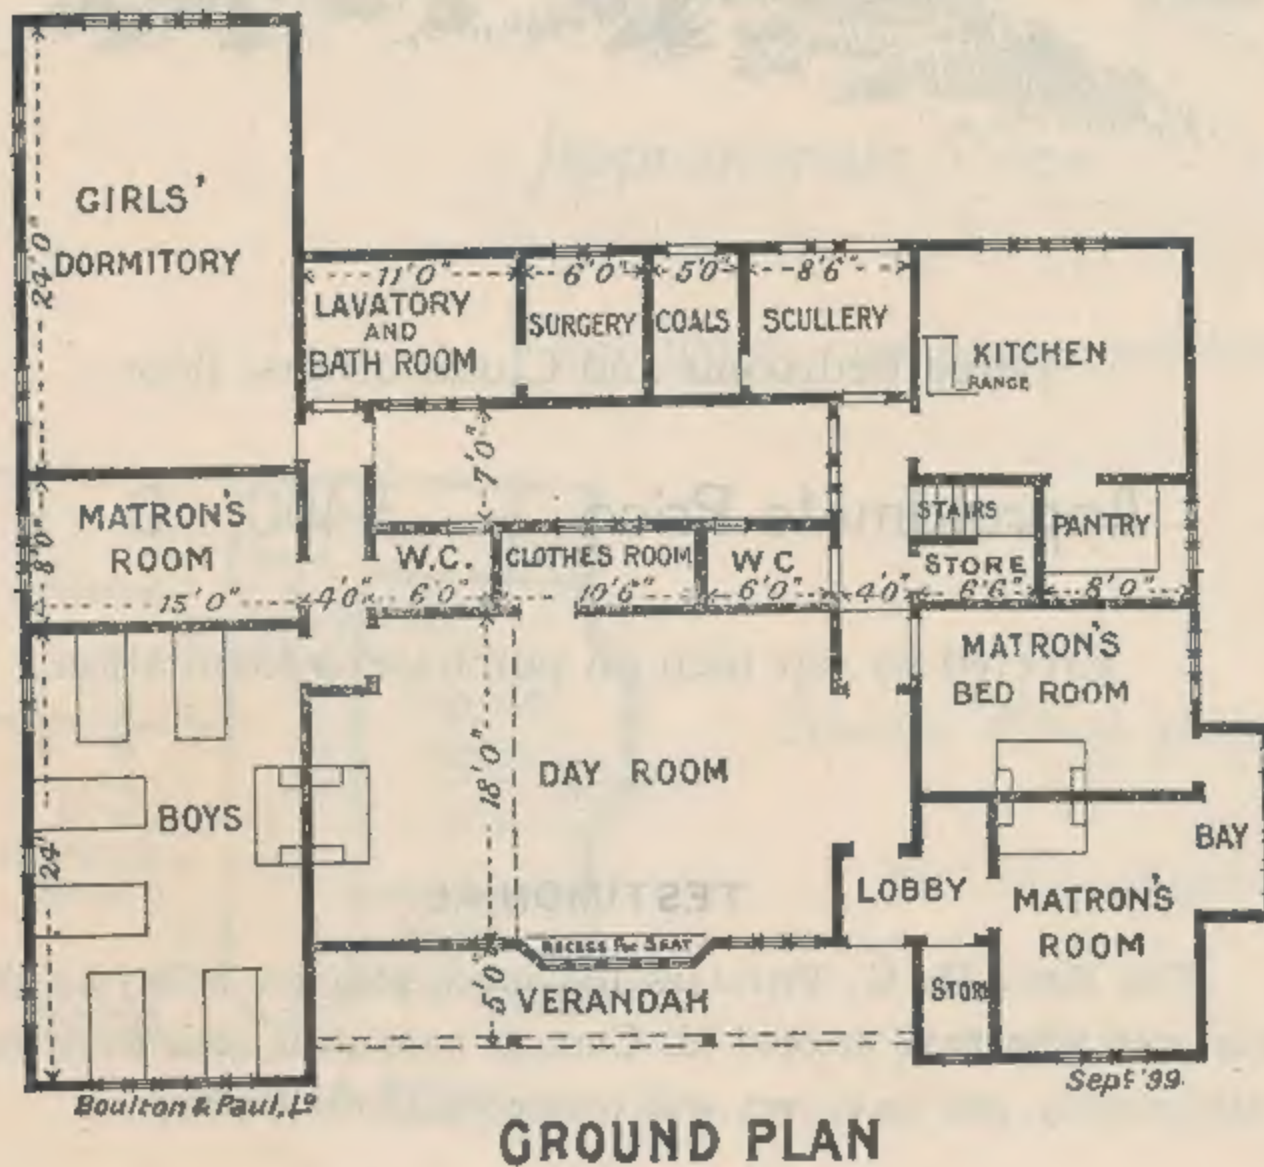 GIRLS'
DORMITORY
24'0"
11'0"
LAVATORY
AND
BATH ROOM
6'0"
SURGERY
5'0"
COALS
8'6"
SCULLERY
KITCHEN
RANGE
7'0"
MATRON'S
ROOM
8'0"
15'0"
4'0"
W.C.
6'0"
CLOTHES ROOM
10'6"
W C
6'0"
4'0"
STAIRS
STORE
6'6"
PANTRY
8'0"
MATRON'S
BED ROOM
BOYS
24'
18'0"
DAY ROOM
BAY
LOBBY
MATRON'S
ROOM
RECESS for SEAT
5'0"
VERANDAH
STORE
Boulton & Paul, Ld
Sept '99.
GROUND PLAN